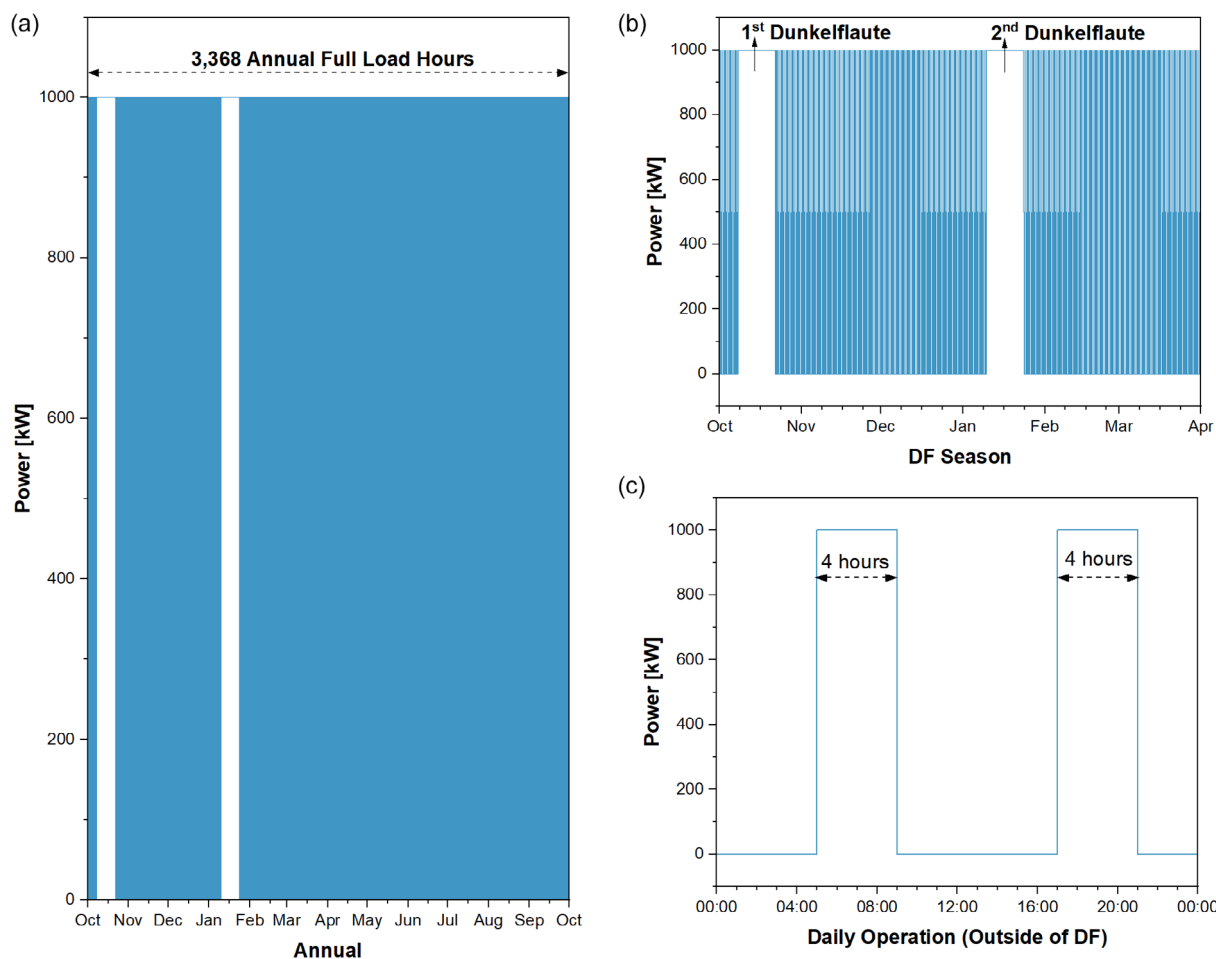 (a)
3,368 Annual Full Load Hours
1000
800
600
400
200
0
Power [kW]
Oct Nov Dec Jan Feb Mar Apr May Jun Jul Aug Sep Oct
Annual
(b)
1st Dunkelflaute
2nd Dunkelflaute
1000
800
600
400
200
0
Power [kW]
Oct Nov Dec Jan Feb Mar Apr
DF Season
(c)
4 hours
4 hours
1000
800
600
400
200
0
Power [kW]
00:00 04:00 08:00 12:00 16:00 20:00 00:00
Daily Operation (Outside of DF)